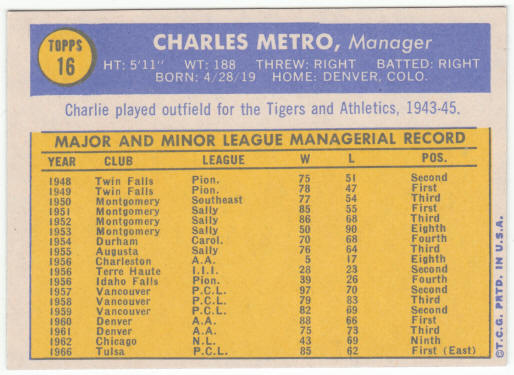 TOPPS
16
CHARLES METRO, Manager
HT: 5'11" WT: 188 THREW: RIGHT BATTED: RIGHT
BORN: 4/28/19 HOME: DENVER, COLO.
Charlie played outfield for the Tigers and Athletics, 1943-45.
MAJOR AND MINOR LEAGUE MANAGERIAL RECORD
YEAR CLUB LEAGUE W L POS.
1948 Twin Falls Pion. 75 51 Second
1949 Twin Falls Pion. 78 47 First
1950 Montgomery Southeast 77 54 Third
1951 Montgomery Sally 85 55 First
1952 Montgomery Sally 86 68 Third
1953 Montgomery Sally 50 90 Eighth
1954 Durham Carol. 70 68 Fourth
1955 Augusta Sally 76 64 Third
1956 Charleston A.A. 5 17 Eighth
1956 Terre Haute I.I.I. 28 23 Second
1956 Idaho Falls Pion. 39 26 Fourth
1957 Vancouver P.C.L. 97 70 Second
1958 Vancouver P.C.L. 79 83 Third
1959 Vancouver P.C.L. 82 69 Second
1960 Denver A.A. 88 66 First
1961 Denver A.A. 75 73 Third
1962 Chicago N.L. 43 69 Ninth
1966 Tulsa P.C.L. 85 62 First (East)
©T.C.G. PRTD. IN U.S.A.